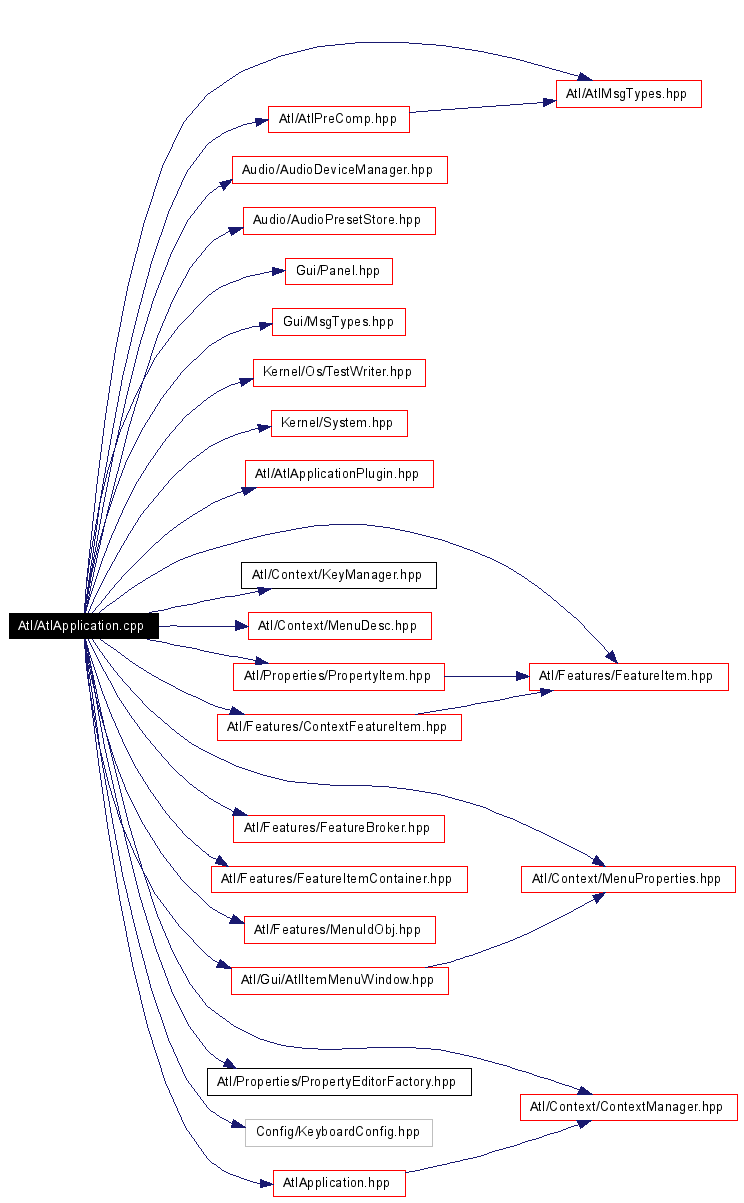 Atl/AtlMsgTypes.hpp
Atl/AtlPreComp.hpp
Audio/AudioDeviceManager.hpp
Audio/AudioPresetStore.hpp
Gui/Panel.hpp
Gui/MsgTypes.hpp
Kernel/Os/TestWriter.hpp
Kernel/System.hpp
Atl/AtlApplicationPlugin.hpp
Atl/Context/KeyManager.hpp
Atl/AtlApplication.cpp
Atl/Context/MenuDesc.hpp
Atl/Properties/PropertyItem.hpp
Atl/Features/FeatureItem.hpp
Atl/Features/ContextFeatureItem.hpp
Atl/Features/FeatureBroker.hpp
Atl/Features/FeatureItemContainer.hpp
Atl/Context/MenuProperties.hpp
Atl/Features/MenuIdObj.hpp
Atl/Gui/AtlItemMenuWindow.hpp
Atl/Properties/PropertyEditorFactory.hpp
Atl/Context/ContextManager.hpp
Config/KeyboardConfig.hpp
AtlApplication.hpp